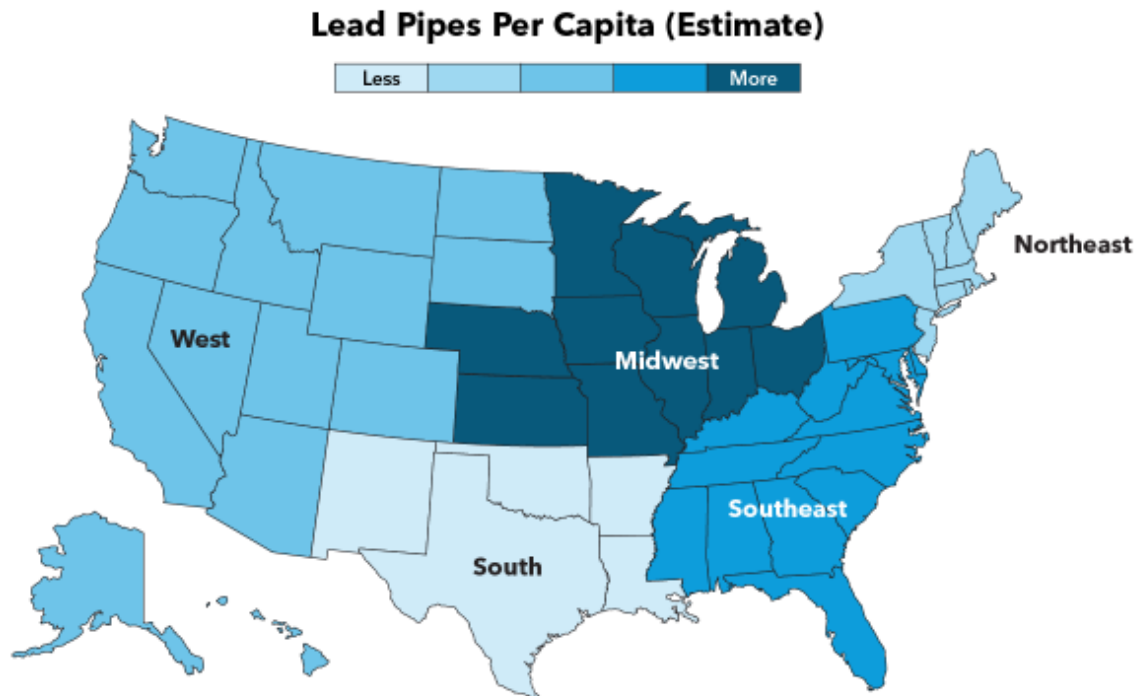 Lead Pipes Per Capita (Estimate)
Less
More
Northeast
West
Midwest
Southeast
South